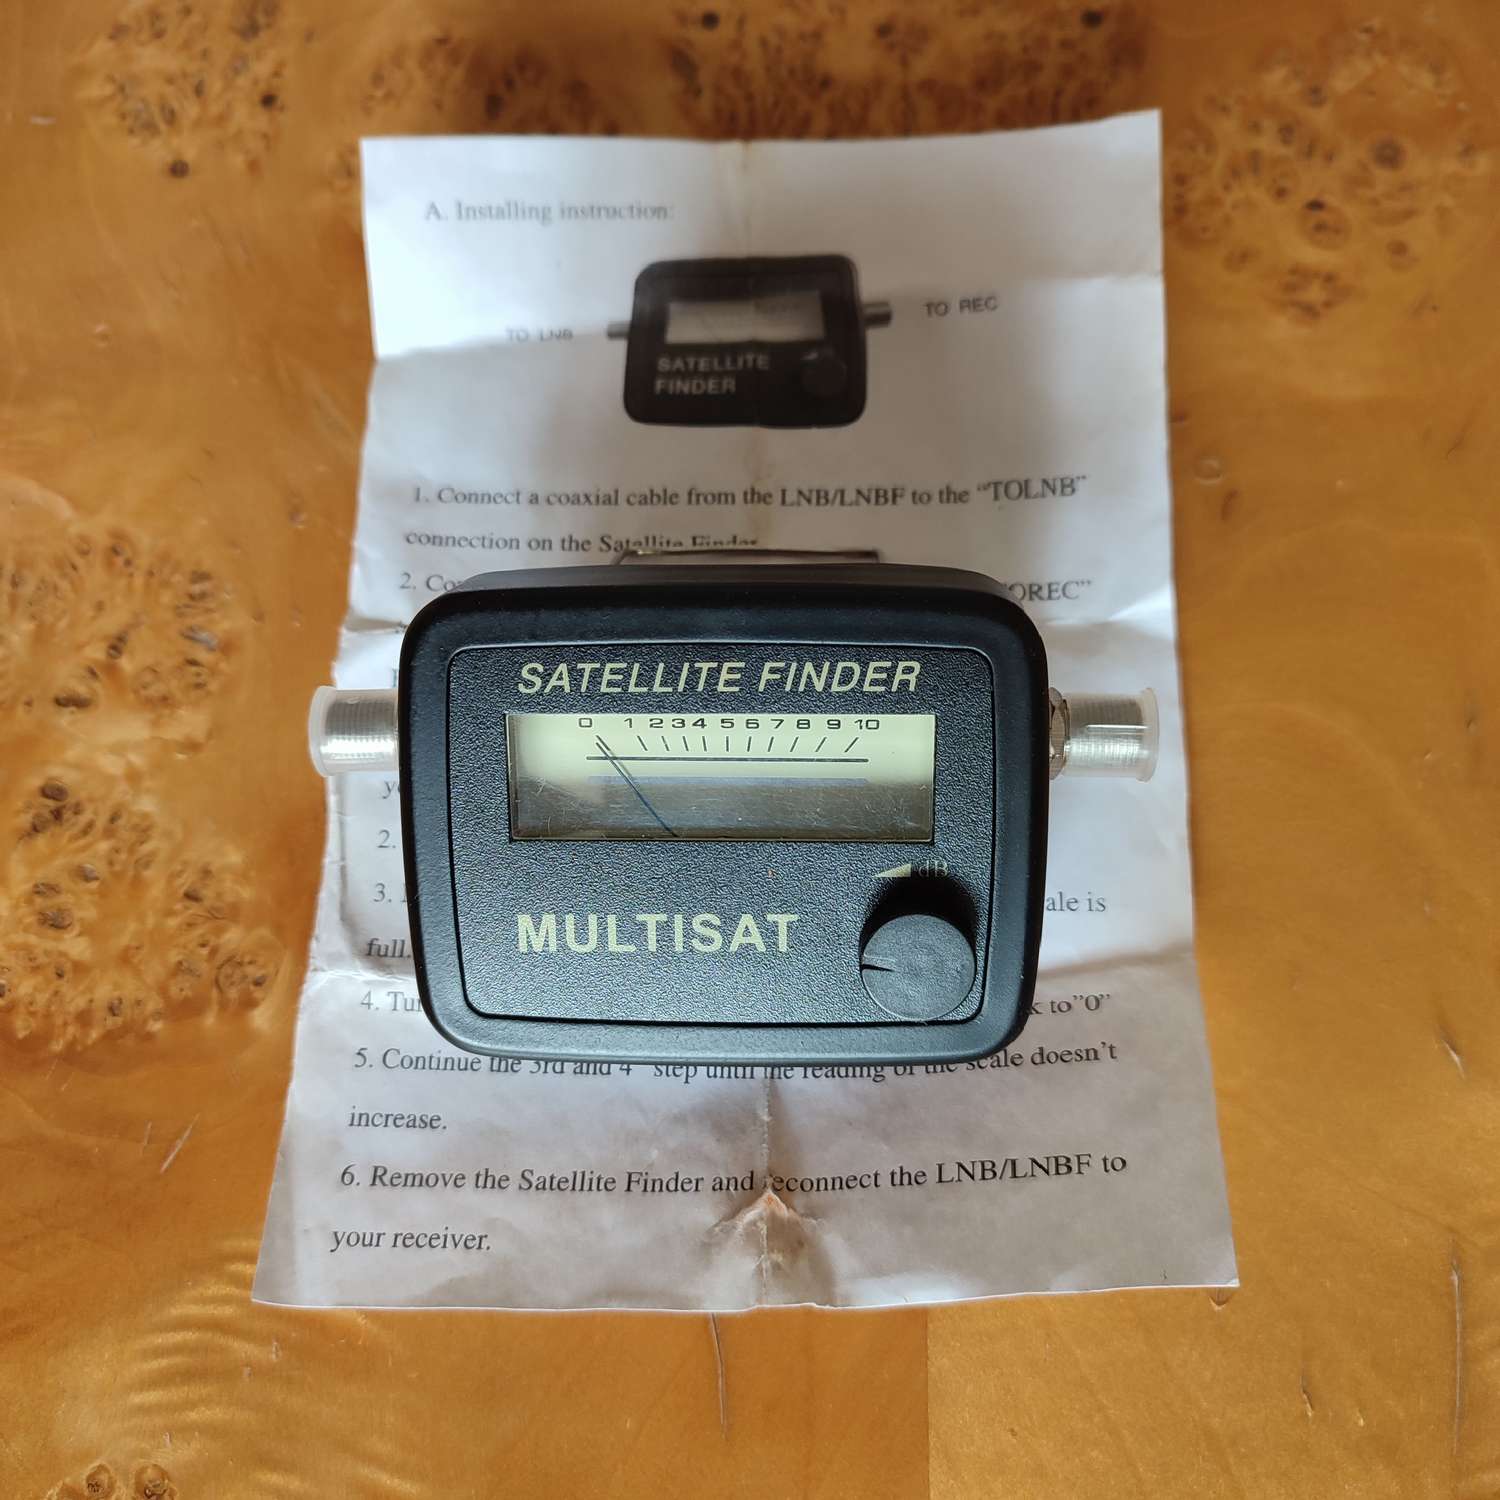 A. Installing instruction:
TO LNB
TO REC
SATELLITE
FINDER
1. Connect a coaxial cable from the LNB/LNBF to the “TOLNB”
connection on the Satellite Finder
2. OREC”
SATELLITE FINDER
0 1 2 3 4 5 6 7 8 9 10
dB
MULTISAT
2.
3. ale is
full.
4. k to”0”
5. Continue the 3rd and 4 step until the reading of the scale doesn’t
increase.
6. Remove the Satellite Finder and reconnect the LNB/LNBF to
your receiver.